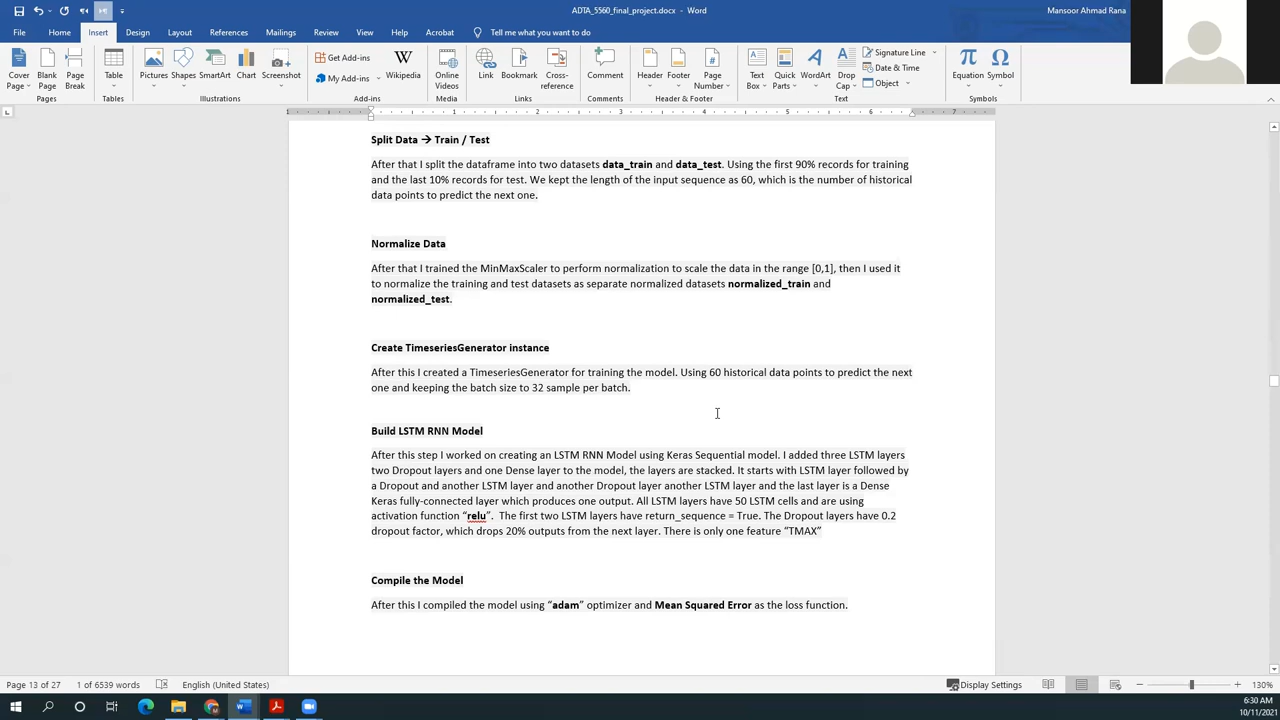 ADTA_5560_final_project.docx - Word
Mansoor Ahmad Rana
File Home Insert Design Layout References Mailings Review View Help Acrobat Tell me what you want to do
Cover Page
Blank Page
Page Break
Table
Pictures
Shapes
SmartArt
Chart
Screenshot
Get Add-ins
My Add-ins
Wikipedia
Online Videos
Link
Bookmark
Cross-reference
Comment
Header
Footer
Page Number
Text Box
Quick Parts
WordArt
Drop Cap
Signature Line
Date & Time
Object
Equation
Symbol
Pages Tables Illustrations Add-ins Media Links Comments Header & Footer Text Symbols
1 1 2 3 4 5 6 7
Split Data → Train / Test
After that I split the dataframe into two datasets data_train and data_test. Using the first 90% records for training
and the last 10% records for test. We kept the length of the input sequence as 60, which is the number of historical
data points to predict the next one.
Normalize Data
After that I trained the MinMaxScaler to perform normalization to scale the data in the range [0,1], then I used it
to normalize the training and test datasets as separate normalized datasets normalized_train and
normalized_test.
Create TimeseriesGenerator instance
After this I created a TimeseriesGenerator for training the model. Using 60 historical data points to predict the next
one and keeping the batch size to 32 sample per batch.
Build LSTM RNN Model
After this step I worked on creating an LSTM RNN Model using Keras Sequential model. I added three LSTM layers
two Dropout layers and one Dense layer to the model, the layers are stacked. It starts with LSTM layer followed by
a Dropout and another LSTM layer and another Dropout layer another LSTM layer and the last layer is a Dense
Keras fully-connected layer which produces one output. All LSTM layers have 50 LSTM cells and are using
activation function “relu”. The first two LSTM layers have return_sequence = True. The Dropout layers have 0.2
dropout factor, which drops 20% outputs from the next layer. There is only one feature “TMAX”
Compile the Model
After this I compiled the model using “adam” optimizer and Mean Squared Error as the loss function.
Page 13 of 27 1 of 6539 words English (United States) Display Settings 130%
6:30 AM
10/11/2021